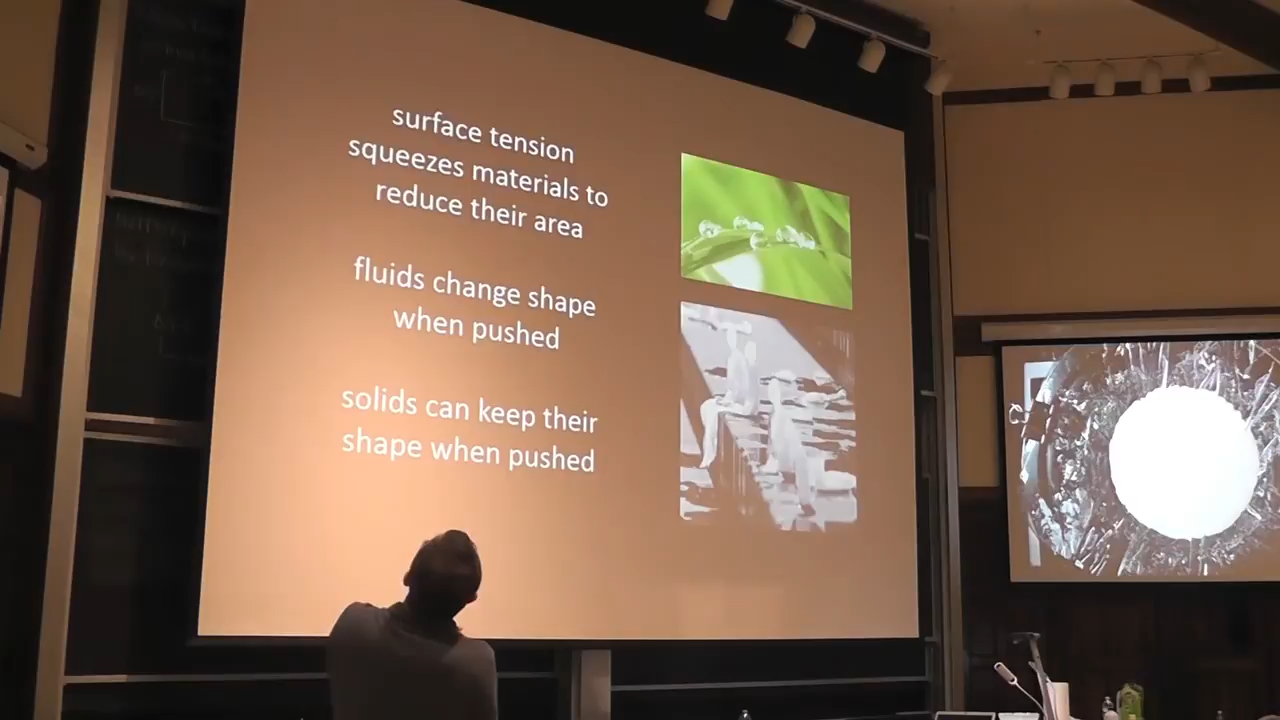 surface tension
squeezes materials to
reduce their area
fluids change shape
when pushed
solids can keep their
shape when pushed